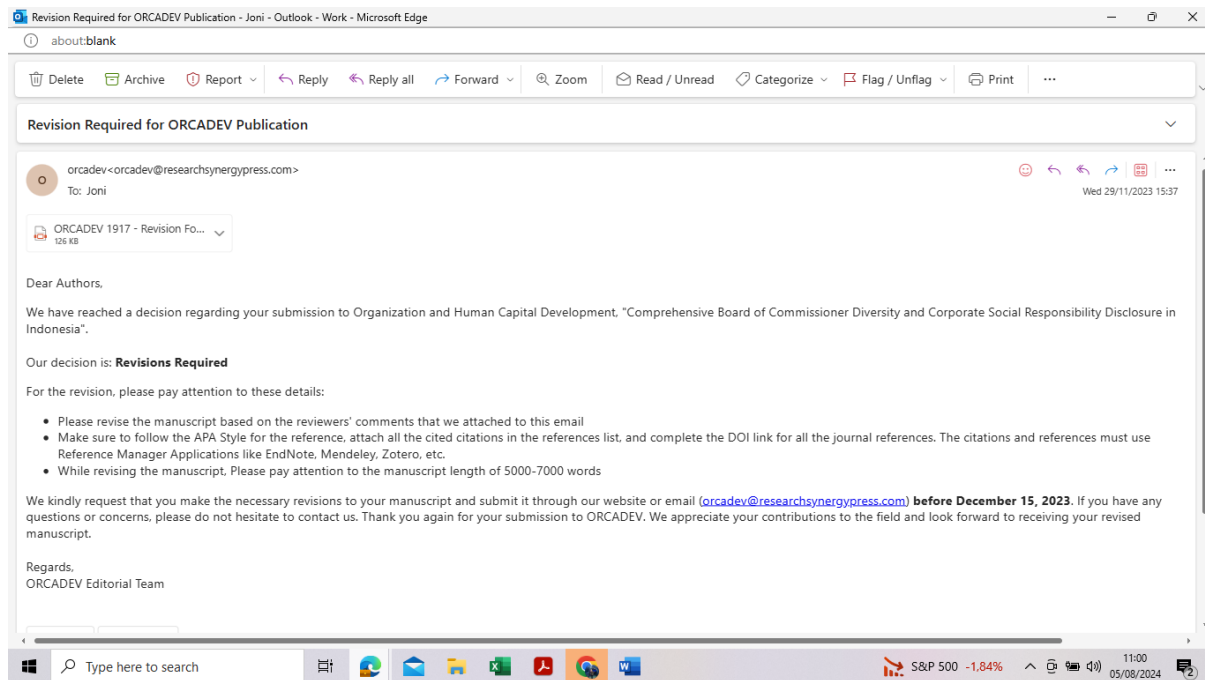 Revision Required for ORCADEV Publication - Joni - Outlook - Work - Microsoft Edge
about:blank
Delete Archive Report Reply Reply all Forward Zoom Read / Unread Categorize Flag / Unflag Print ...
Revision Required for ORCADEV Publication
O
orcadev<orcadev@researchsynergypress.com>
To: Joni
Wed 29/11/2023 15:37
ORCADEV 1917 - Revision Fo...
126 KB
Dear Authors,
We have reached a decision regarding your submission to Organization and Human Capital Development, "Comprehensive Board of Commissioner Diversity and Corporate Social Responsibility Disclosure in
Indonesia".
Our decision is: Revisions Required
For the revision, please pay attention to these details:
• Please revise the manuscript based on the reviewers' comments that we attached to this email
• Make sure to follow the APA Style for the reference, attach all the cited citations in the references list, and complete the DOI link for all the journal references. The citations and references must use
Reference Manager Applications like EndNote, Mendeley, Zotero, etc.
• While revising the manuscript, Please pay attention to the manuscript length of 5000-7000 words
We kindly request that you make the necessary revisions to your manuscript and submit it through our website or email (orcadev@researchsynergypress.com) before December 15, 2023. If you have any
questions or concerns, please do not hesitate to contact us. Thank you again for your submission to ORCADEV. We appreciate your contributions to the field and look forward to receiving your revised
manuscript.
Regards,
ORCADEV Editorial Team
Type here to search
S&P 500 -1,84%
11:00
05/08/2024
2